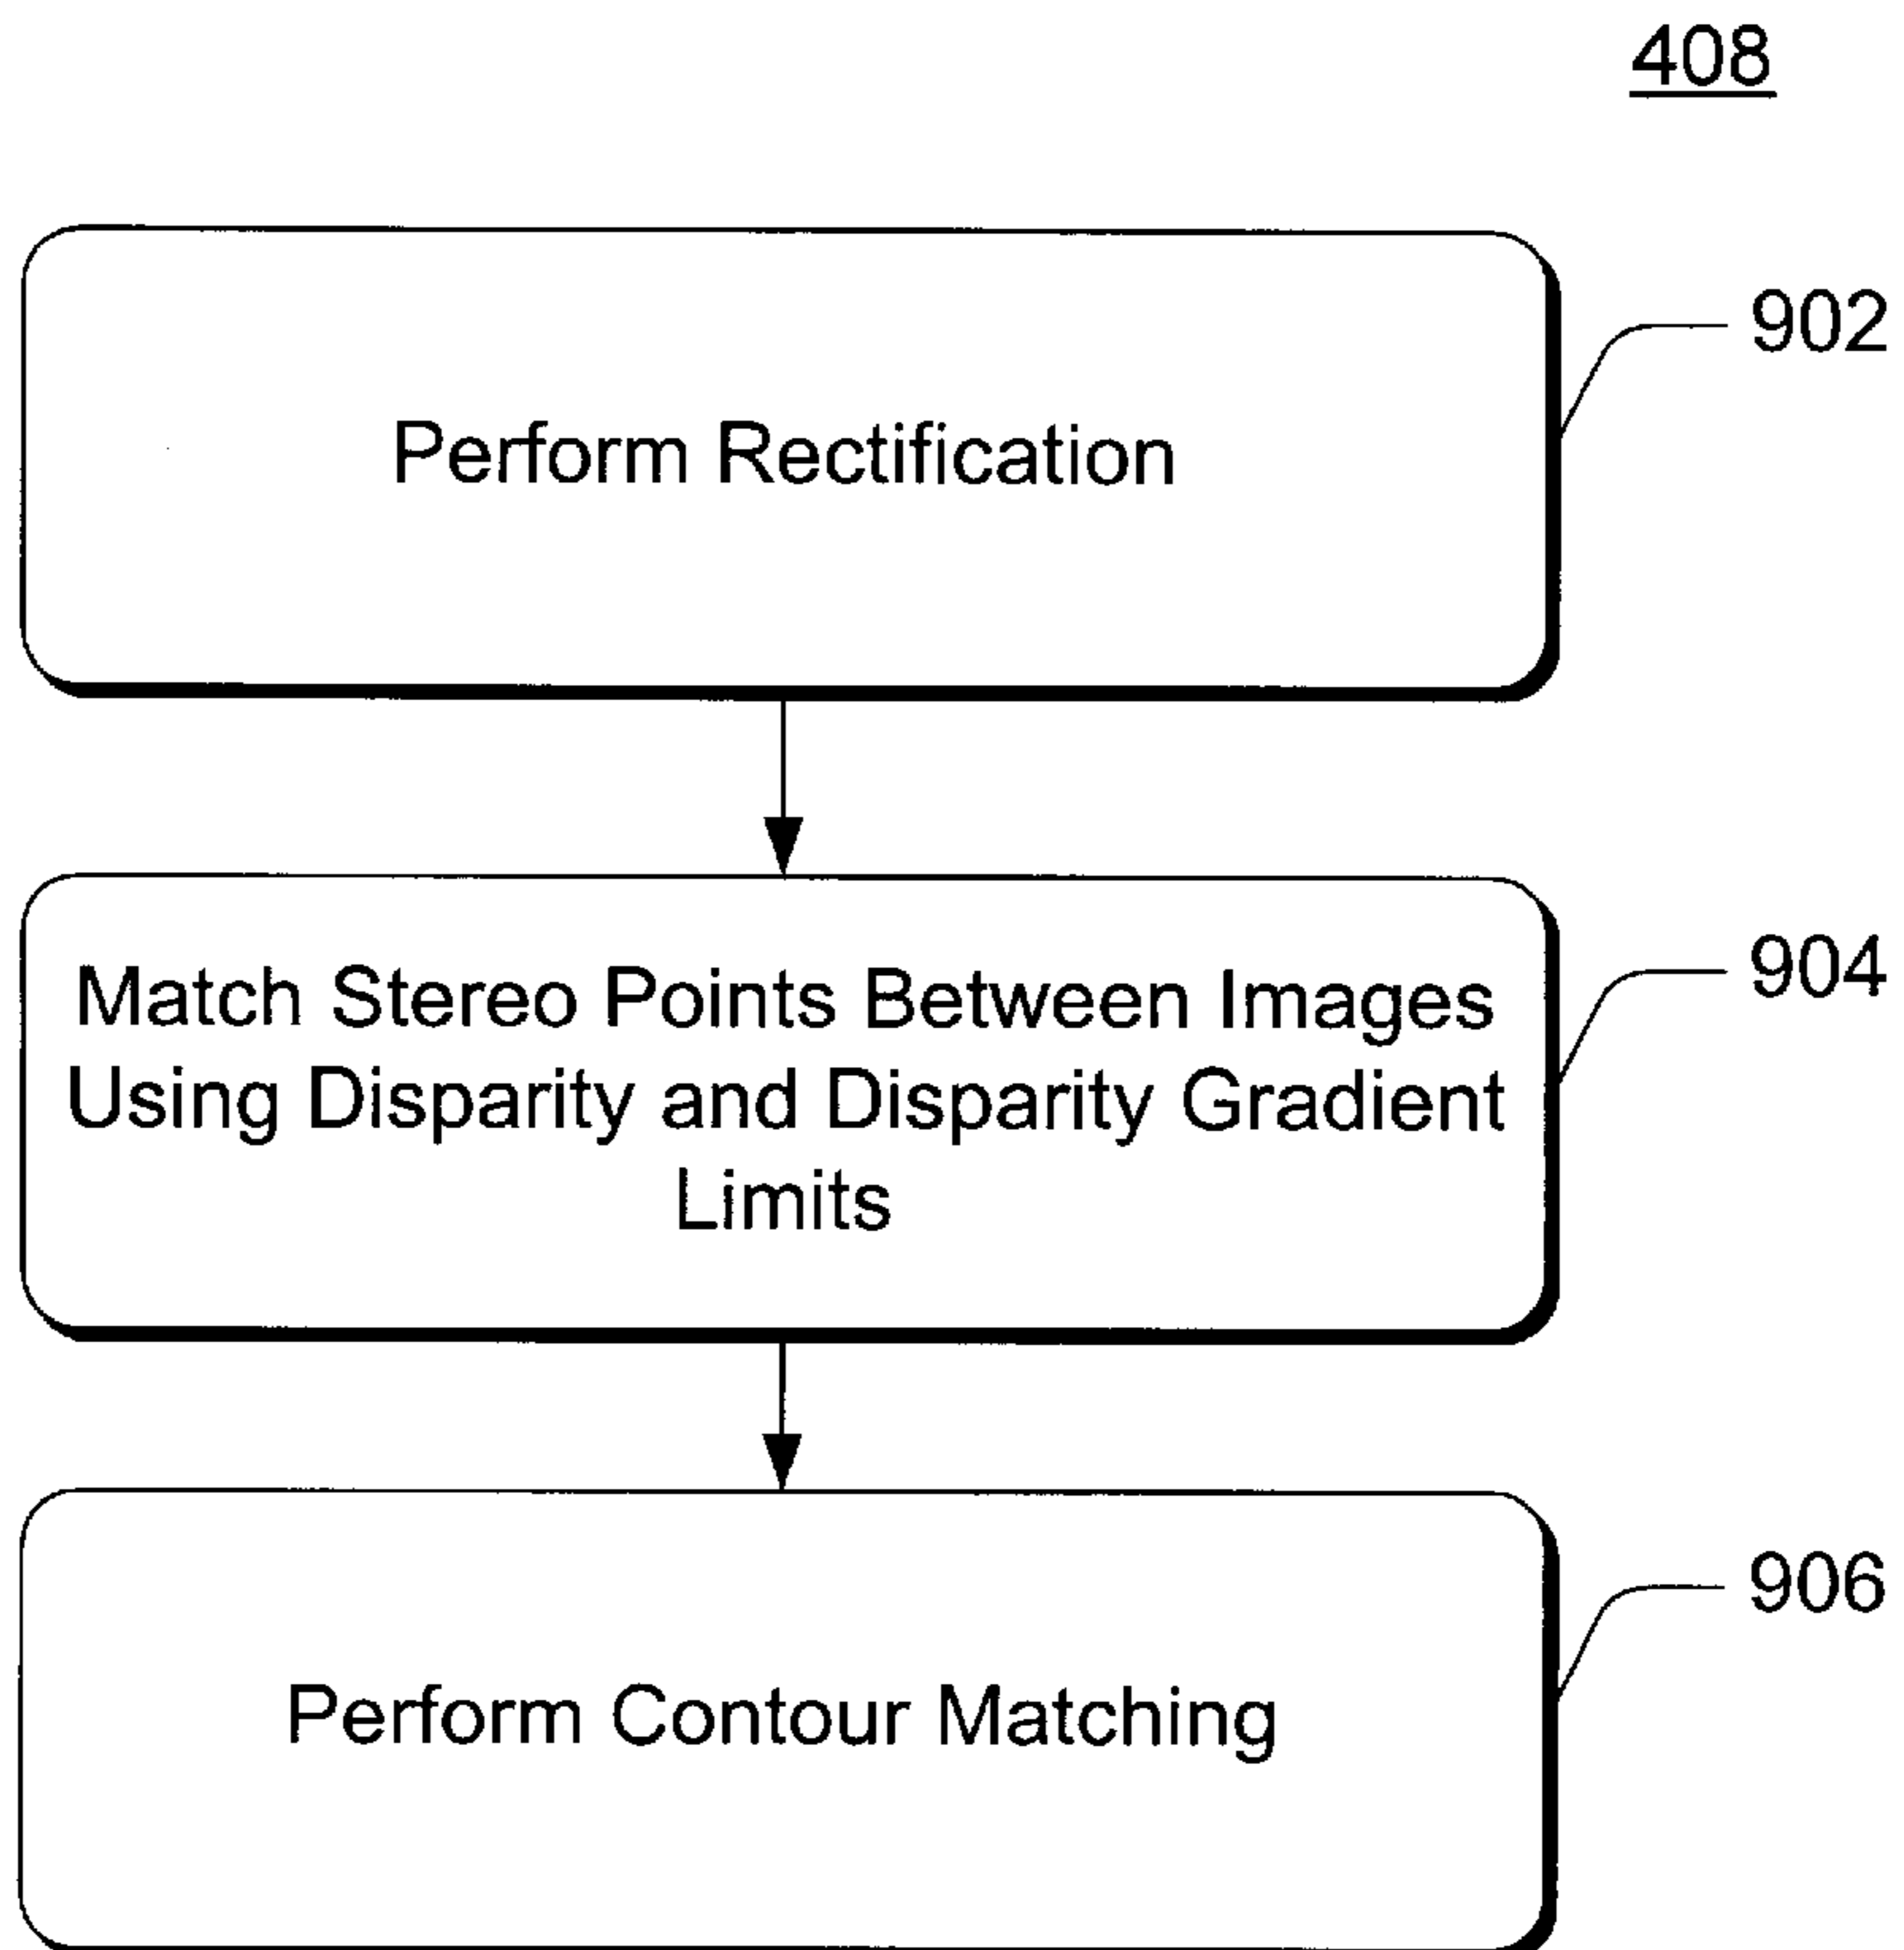 408
Perform Rectification
902
Match Stereo Points Between Images
Using Disparity and Disparity Gradient
Limits
904
Perform Contour Matching
906